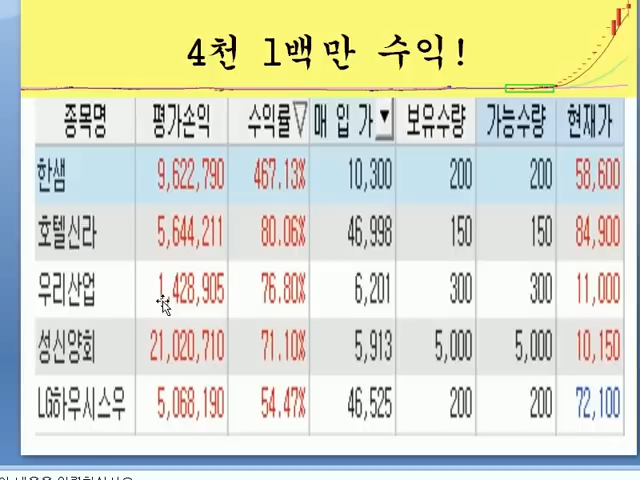 4천 1백만 수익!
종목명 평가손익 수익률▽ 매 입 가 ▼ 보유수량 가능수량 현재가
한샘 9,622,790 467.13% 10,300 200 200 58,600
호텔신라 5,644,211 80.06% 46,998 150 150 84,900
우리산업 1,428,905 76.80% 6,201 300 300 11,000
성신양회 21,020,710 71.10% 5,913 5,000 5,000 10,150
LG하우시스우 5,068,190 54.47% 46,525 200 200 72,100